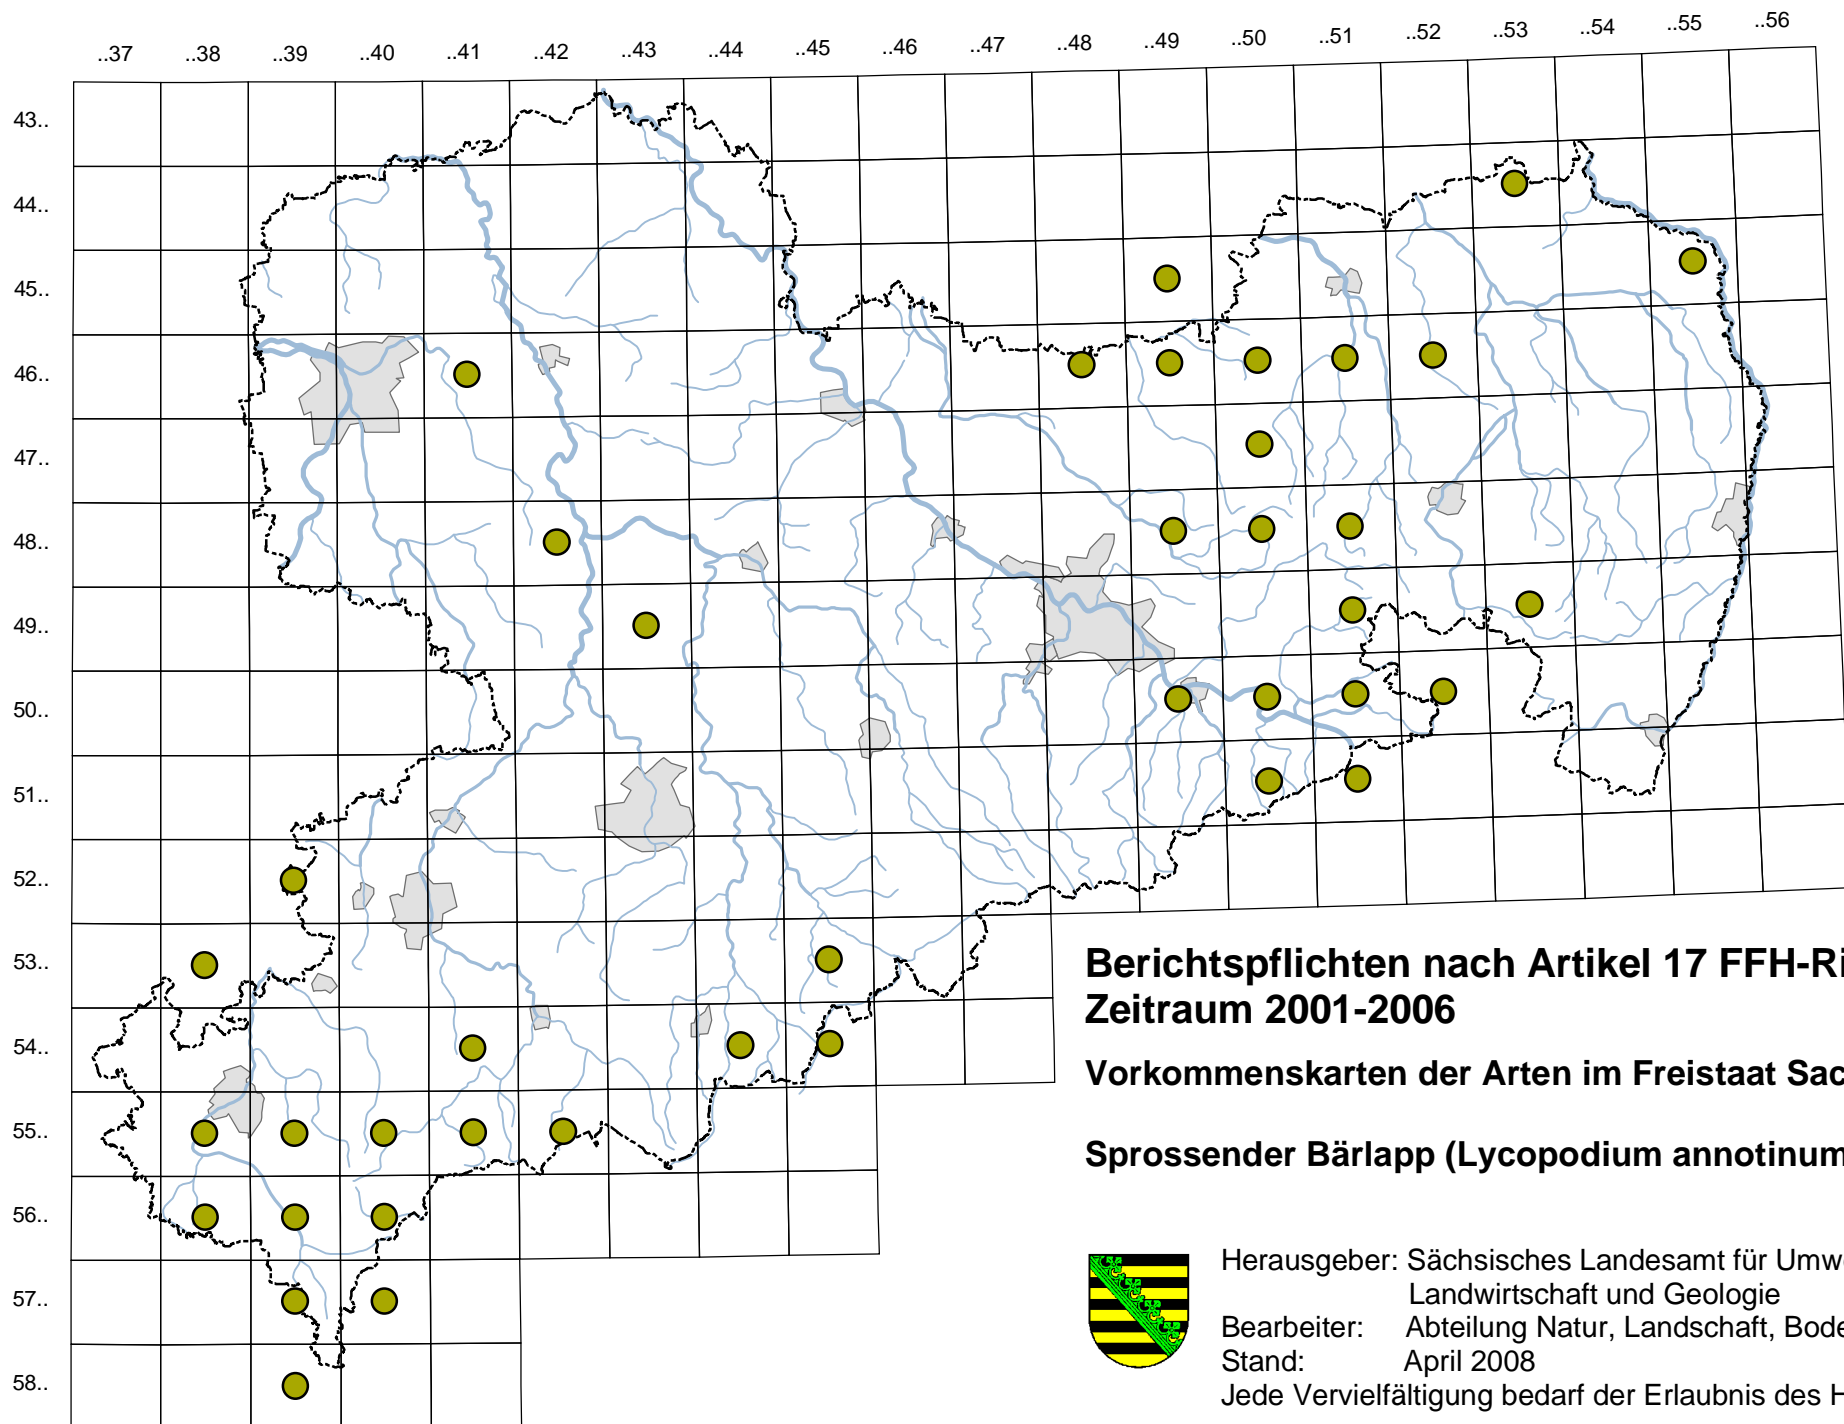 ..37 ..38 ..39 ..40 ..41 ..42 ..43 ..44 ..45 ..46 ..47 ..48 ..49 ..50 ..51 ..52 ..53 ..54 ..55 ..56
43..
44..
45..
46..
47..
48..
49..
50..
51..
52..
53..
54..
55..
56..
57..
58..
Berichtspflichten nach Artikel 17 FFH-Ri
Zeitraum 2001-2006
Vorkommenskarten der Arten im Freistaat Sac
Sprossender Bärlapp (Lycopodium annotinum
Herausgeber: Sächsisches Landesamt für Umwe
Landwirtschaft und Geologie
Bearbeiter: Abteilung Natur, Landschaft, Bode
Stand: April 2008
Jede Vervielfältigung bedarf der Erlaubnis des H